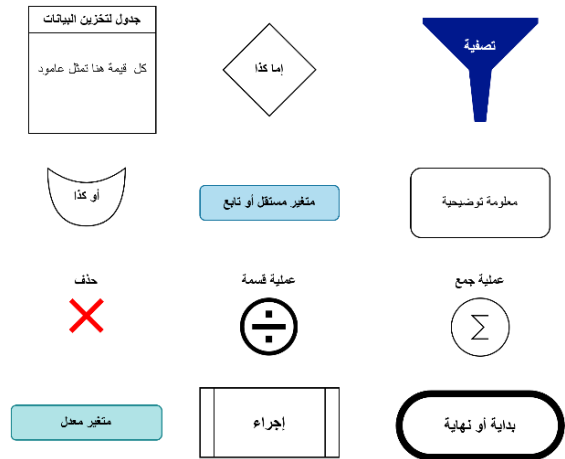 جدول لتخزين البيانات
كل قيمة هنا تمثل عامود
إما كذا
تصفية
أو كذا
متغير مستقل أو تابع
معلومة توضيحية
حذف
عملية قسمة
عملية جمع
÷
Σ
متغير معدل
إجراء
بداية أو نهاية